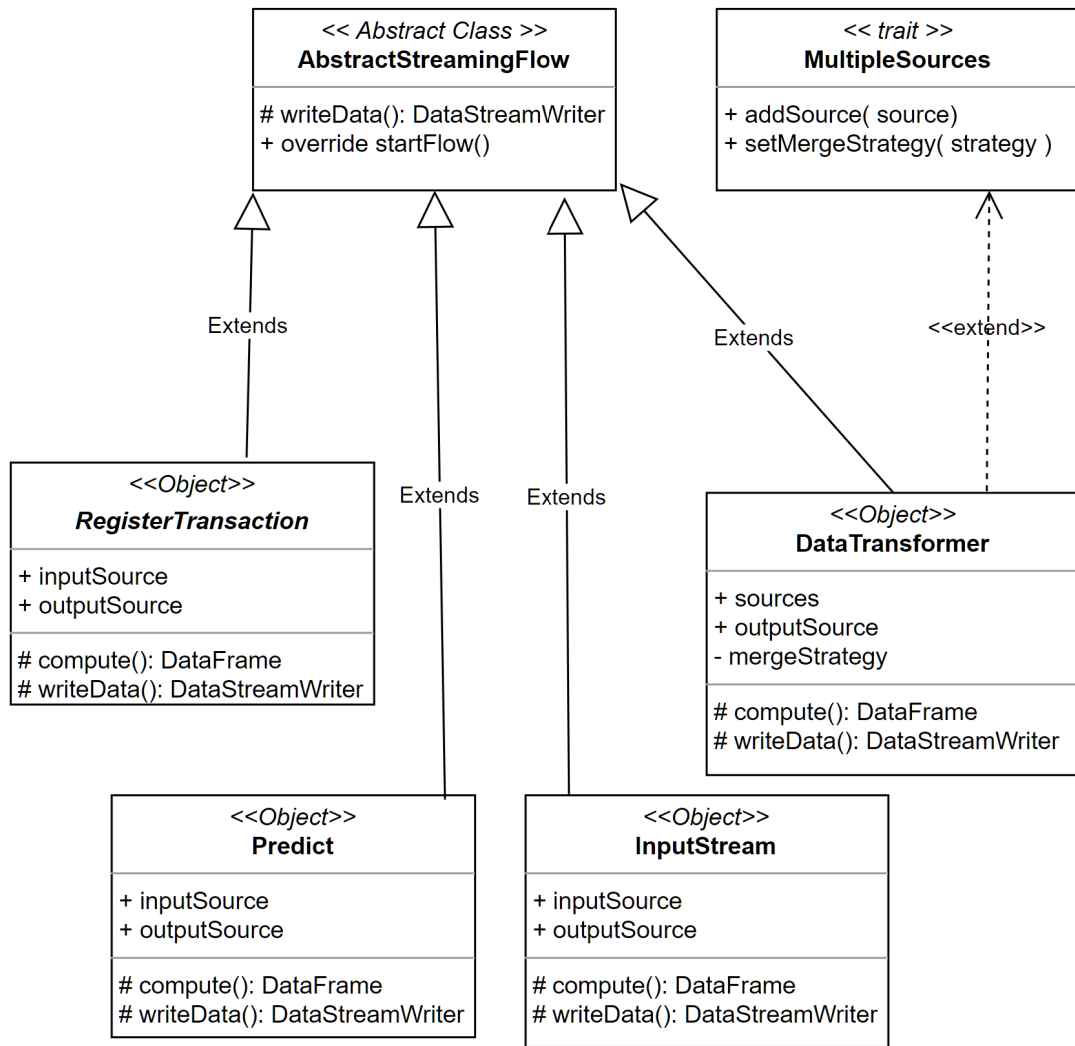 << Abstract Class >>
AbstractStreamingFlow
# writeData(): DataStreamWriter
+ override startFlow()
<< trait >>
MultipleSources
+ addSource( source)
+ setMergeStrategy( strategy )
Extends
Extends
Extends
Extends
<<extend>>
<<Object>>
RegisterTransaction
+ inputSource
+ outputSource
# compute(): DataFrame
# writeData(): DataStreamWriter
<<Object>>
DataTransformer
+ sources
+ outputSource
- mergeStrategy
# compute(): DataFrame
# writeData(): DataStreamWriter
<<Object>>
Predict
+ inputSource
+ outputSource
# compute(): DataFrame
# writeData(): DataStreamWriter
<<Object>>
InputStream
+ inputSource
+ outputSource
# compute(): DataFrame
# writeData(): DataStreamWriter